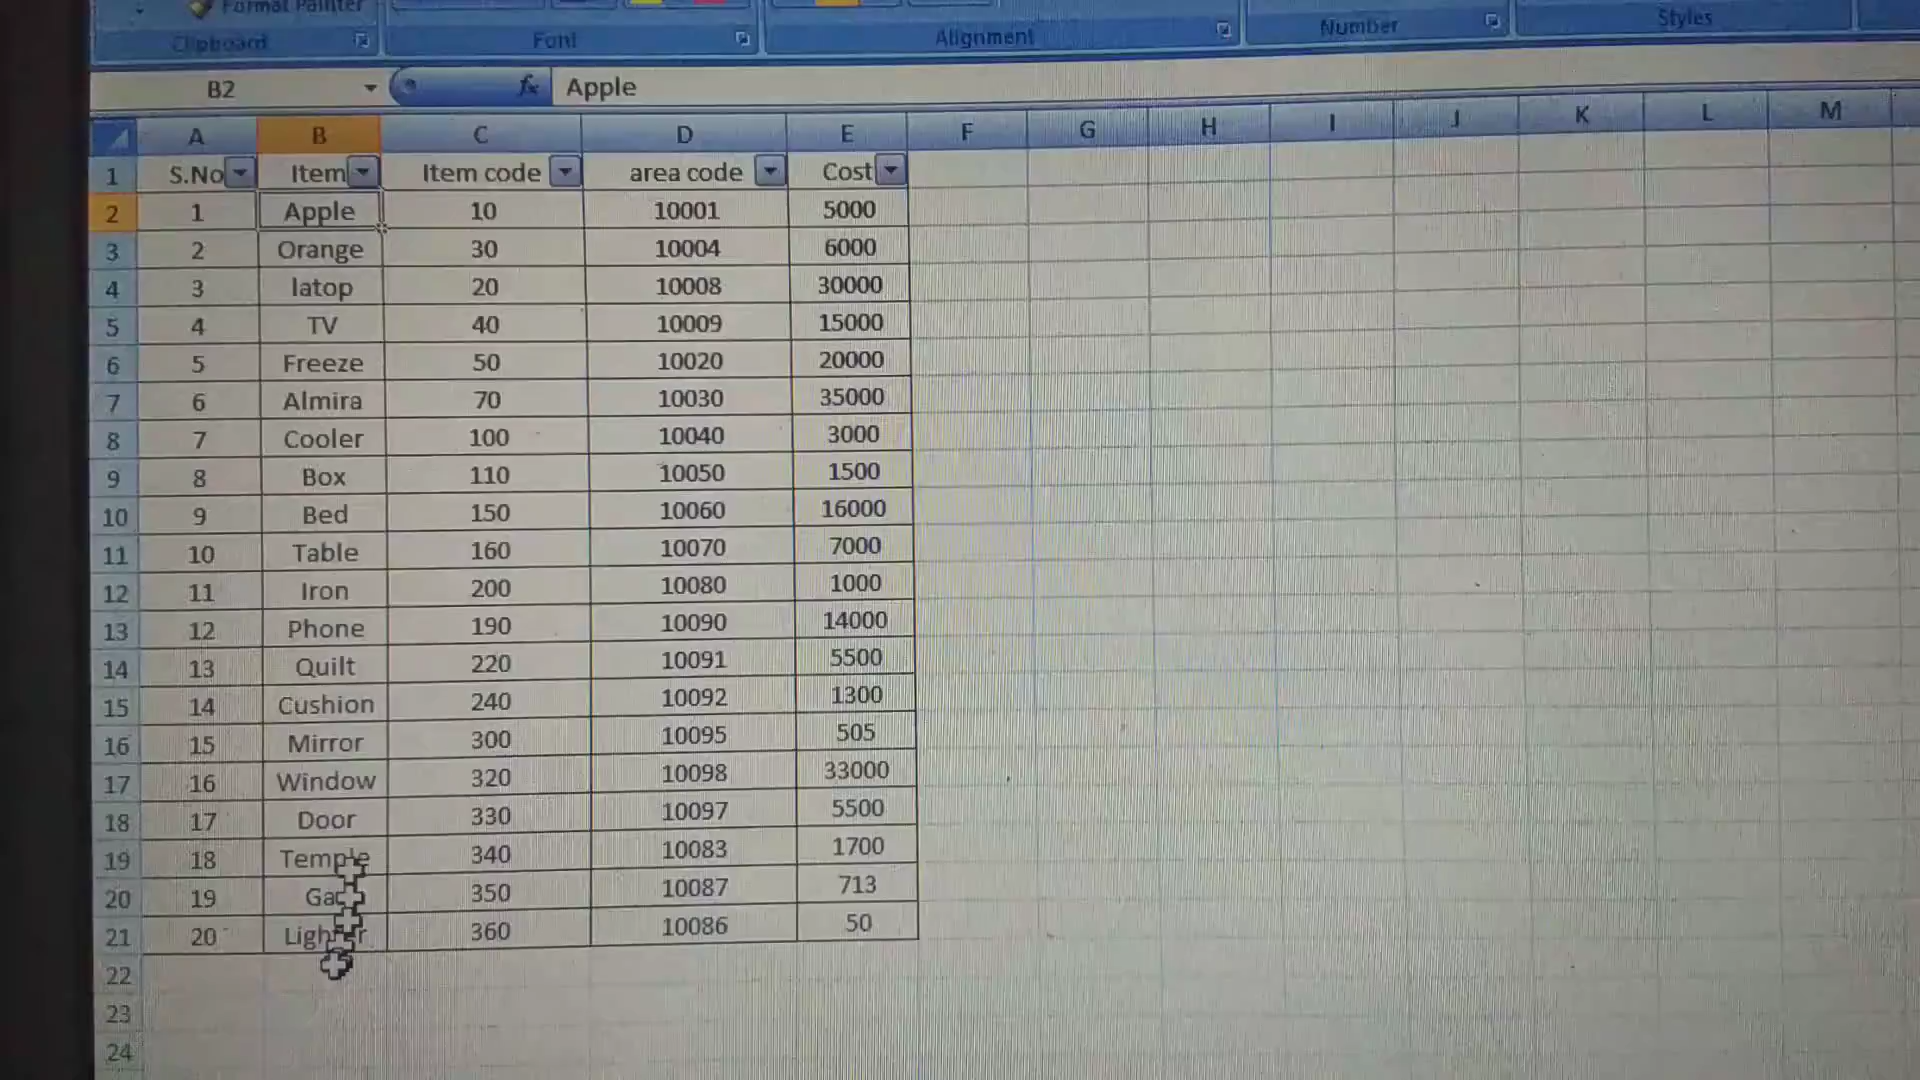 Format Painter
Clipboard Font Alignment Number Styles
B2 fx Apple
A B C D E F G H I J K L M
1 S.No Item Item code area code Cost
2 1 Apple 10 10001 5000
3 2 Orange 30 10004 6000
4 3 latop 20 10008 30000
5 4 TV 40 10009 15000
6 5 Freeze 50 10020 20000
7 6 Almira 70 10030 35000
8 7 Cooler 100 10040 3000
9 8 Box 110 10050 1500
10 9 Bed 150 10060 16000
11 10 Table 160 10070 7000
12 11 Iron 200 10080 1000
13 12 Phone 190 10090 14000
14 13 Quilt 220 10091 5500
15 14 Cushion 240 10092 1300
16 15 Mirror 300 10095 505
17 16 Window 320 10098 33000
18 17 Door 330 10097 5500
19 18 Temple 340 10083 1700
20 19 350 10087 713
21 20 Lighter 360 10086 50
22
23
24